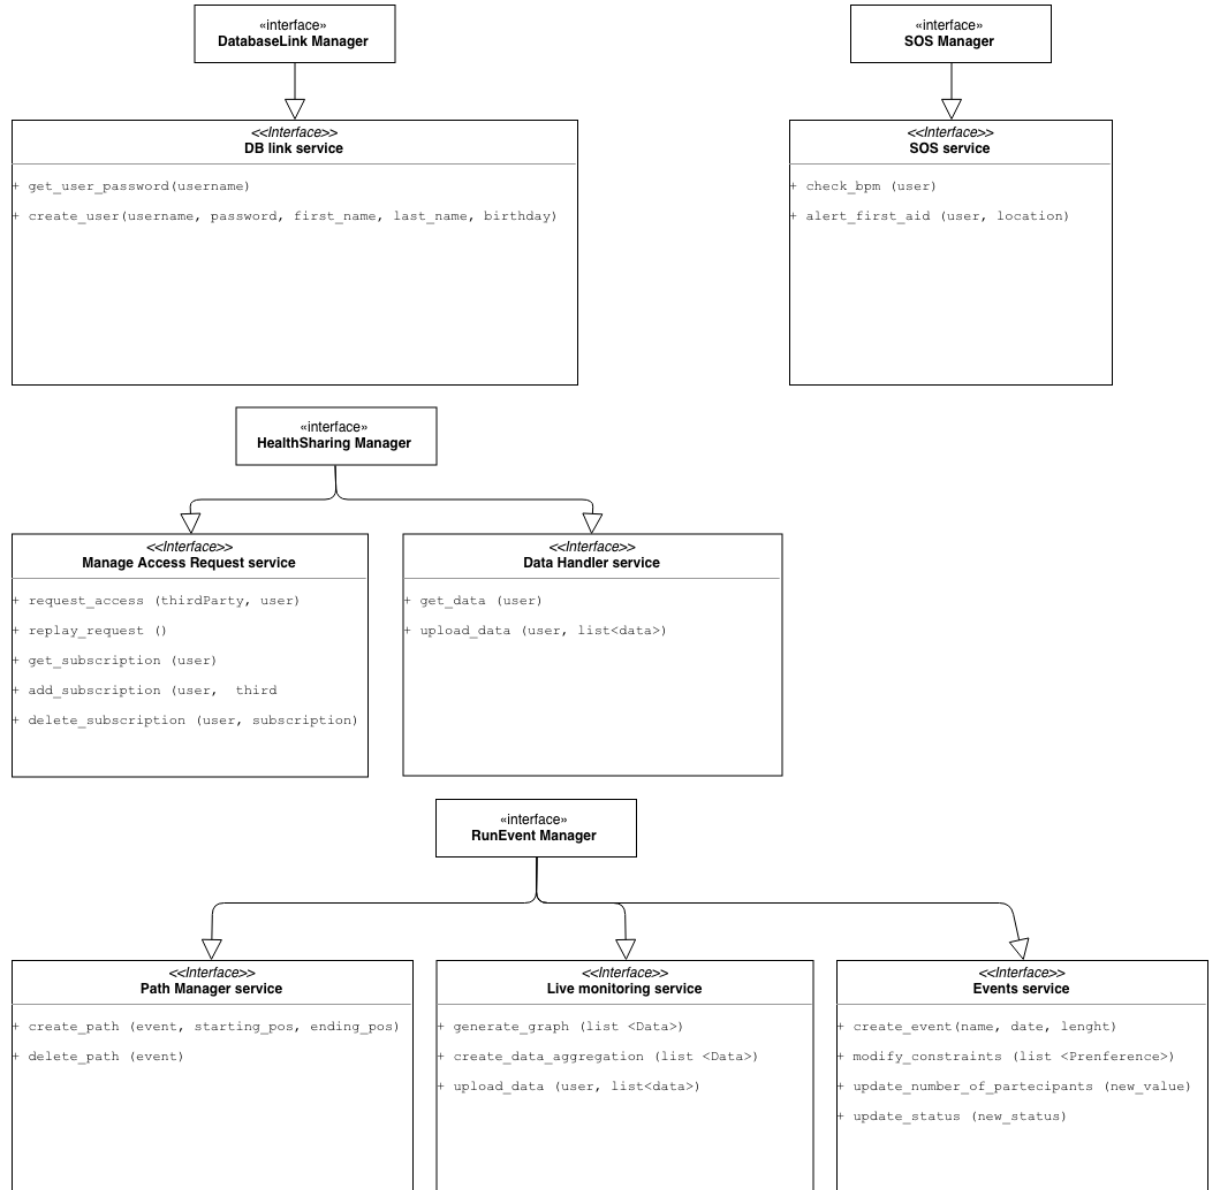 «interface»
DatabaseLink Manager
«interface»
SOS Manager
<<Interface>>
DB link service
+ get_user_password(username)
+ create_user(username, password, first_name, last_name, birthday)
<<Interface>>
SOS service
+ check_bpm (user)
+ alert_first_aid (user, location)
«interface»
HealthSharing Manager
<<Interface>>
Manage Access Request service
+ request_access (thirdParty, user)
+ replay_request ()
+ get_subscription (user)
+ add_subscription (user,  third
+ delete_subscription (user, subscription)
<<Interface>>
Data Handler service
+ get_data (user)
+ upload_data (user, list<data>)
«interface»
RunEvent Manager
<<Interface>>
Path Manager service
+ create_path (event, starting_pos, ending_pos)
+ delete_path (event)
<<Interface>>
Live monitoring service
+ generate_graph (list <Data>)
+ create_data_aggregation (list <Data>)
+ upload_data (user, list<data>)
<<Interface>>
Events service
+ create_event(name, date, lenght)
+ modify_constraints (list <Prenference>)
+ update_number_of_partecipants (new_value)
+ update_status (new_status)